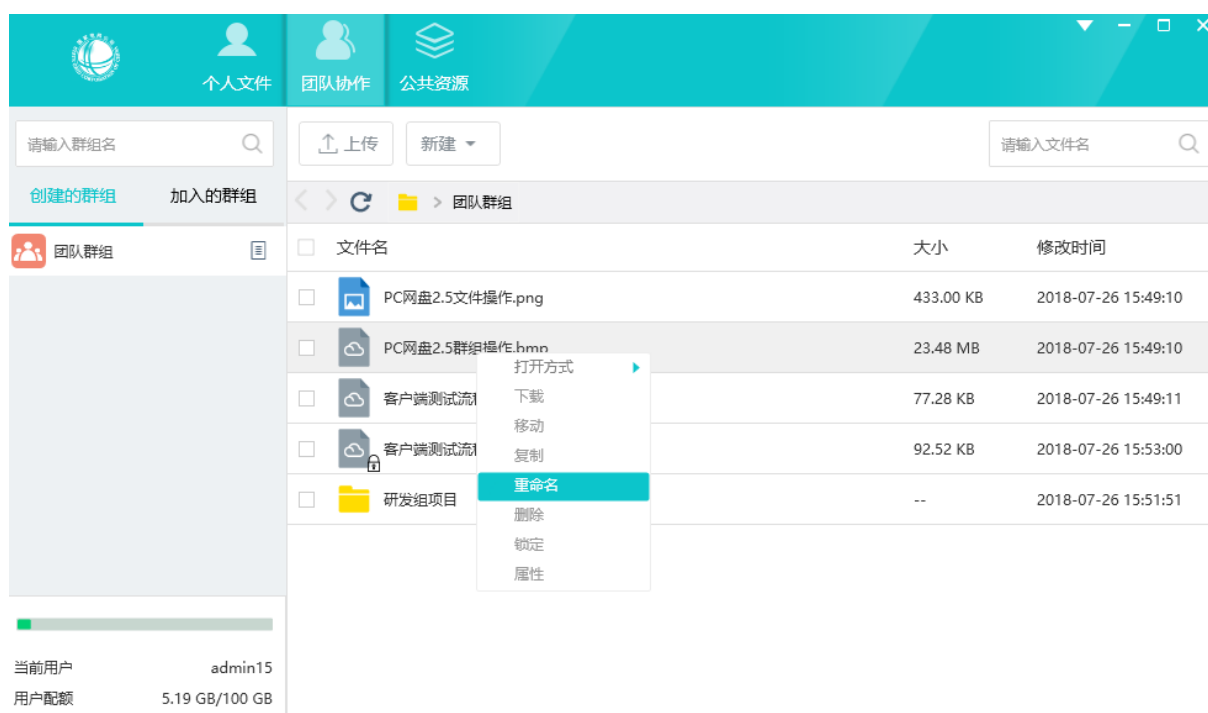 个人文件
团队协作
公共资源
请输入群组名
上传
新建
请输入文件名
创建的群组
加入的群组
> 团队群组
团队群组
文件名 大小 修改时间
PC网盘2.5文件操作.png 433.00 KB 2018-07-26 15:49:10
PC网盘2.5群组操作.bmp 23.48 MB 2018-07-26 15:49:10
客户端测试流 77.28 KB 2018-07-26 15:49:11
客户端测试流 92.52 KB 2018-07-26 15:53:00
研发组项目 -- 2018-07-26 15:51:51
打开方式
下载
移动
复制
重命名
删除
锁定
属性
当前用户 admin15
用户配额 5.19 GB/100 GB